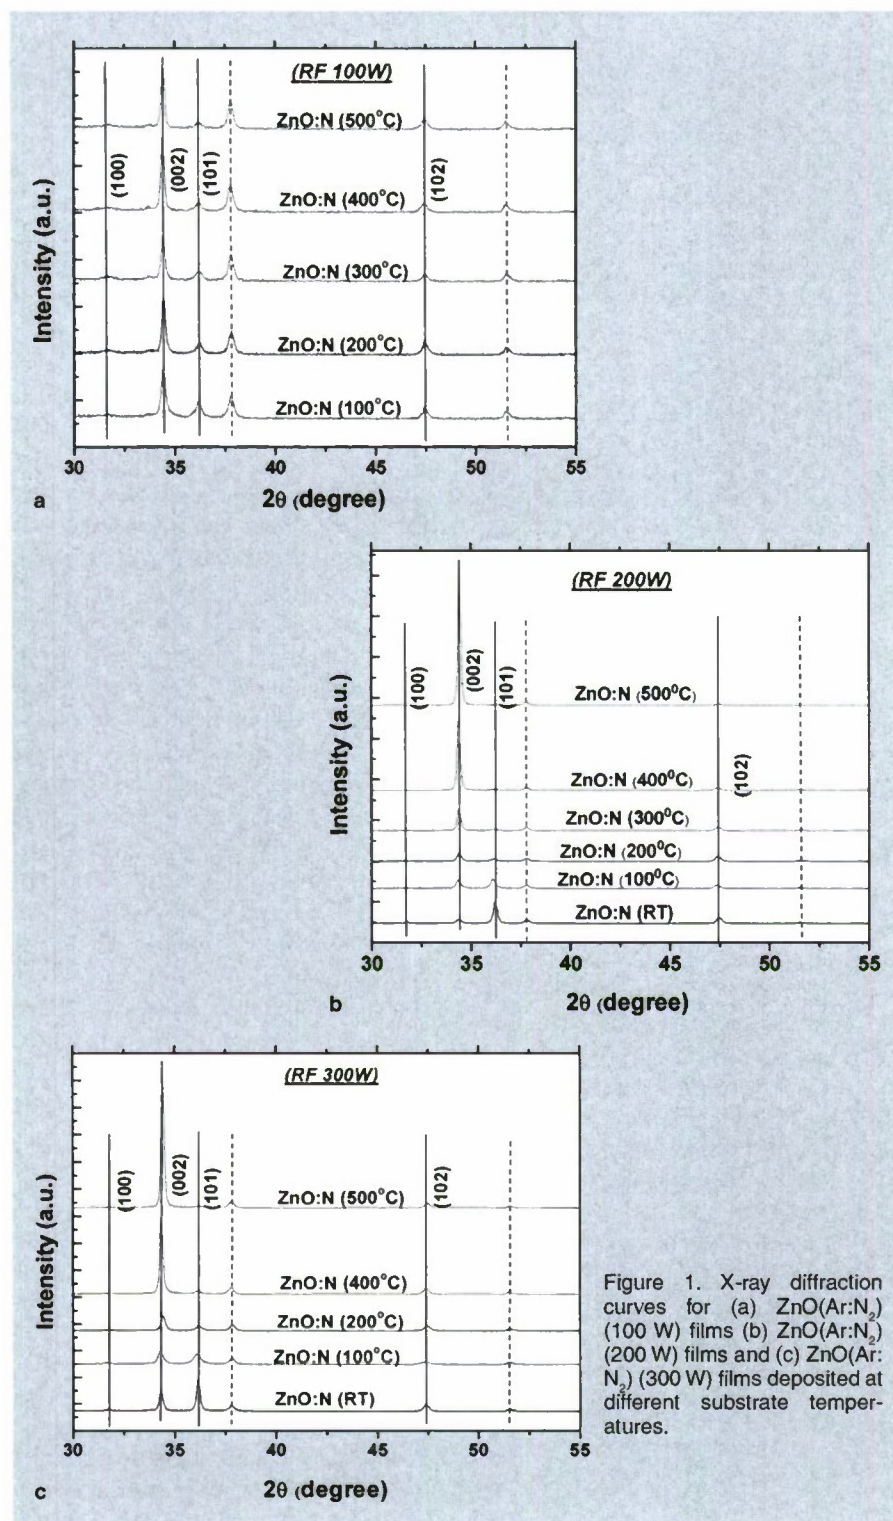 (RF 100W)
ZnO:N (500°C)
(100)
(002)
(101)
(102)
ZnO:N (400°C)
ZnO:N (300°C)
ZnO:N (200°C)
ZnO:N (100°C)
Intensity (a.u.)
30 35 40 45 50 55
2θ (degree)
a
(RF 200W)
(100)
(002)
(101)
ZnO:N (500⁰C)
ZnO:N (400⁰C)
(102)
ZnO:N (300⁰C)
ZnO:N (200⁰C)
ZnO:N (100⁰C)
ZnO:N (RT)
Intensity (a.u.)
30 35 40 45 50 55
2θ (degree)
b
(RF 300W)
(100)
(002)
(101)
(102)
ZnO:N (500°C)
ZnO:N (400°C)
ZnO:N (200°C)
ZnO:N (100°C)
ZnO:N (RT)
Intensity (a.u.)
30 35 40 45 50 55
2θ (degree)
c
Figure 1. X-ray diffraction
curves for (a) ZnO(Ar:N₂)
(100 W) films (b) ZnO(Ar:N₂)
(200 W) films and (c) ZnO(Ar:
N₂) (300 W) films deposited at
different substrate temper-
atures.